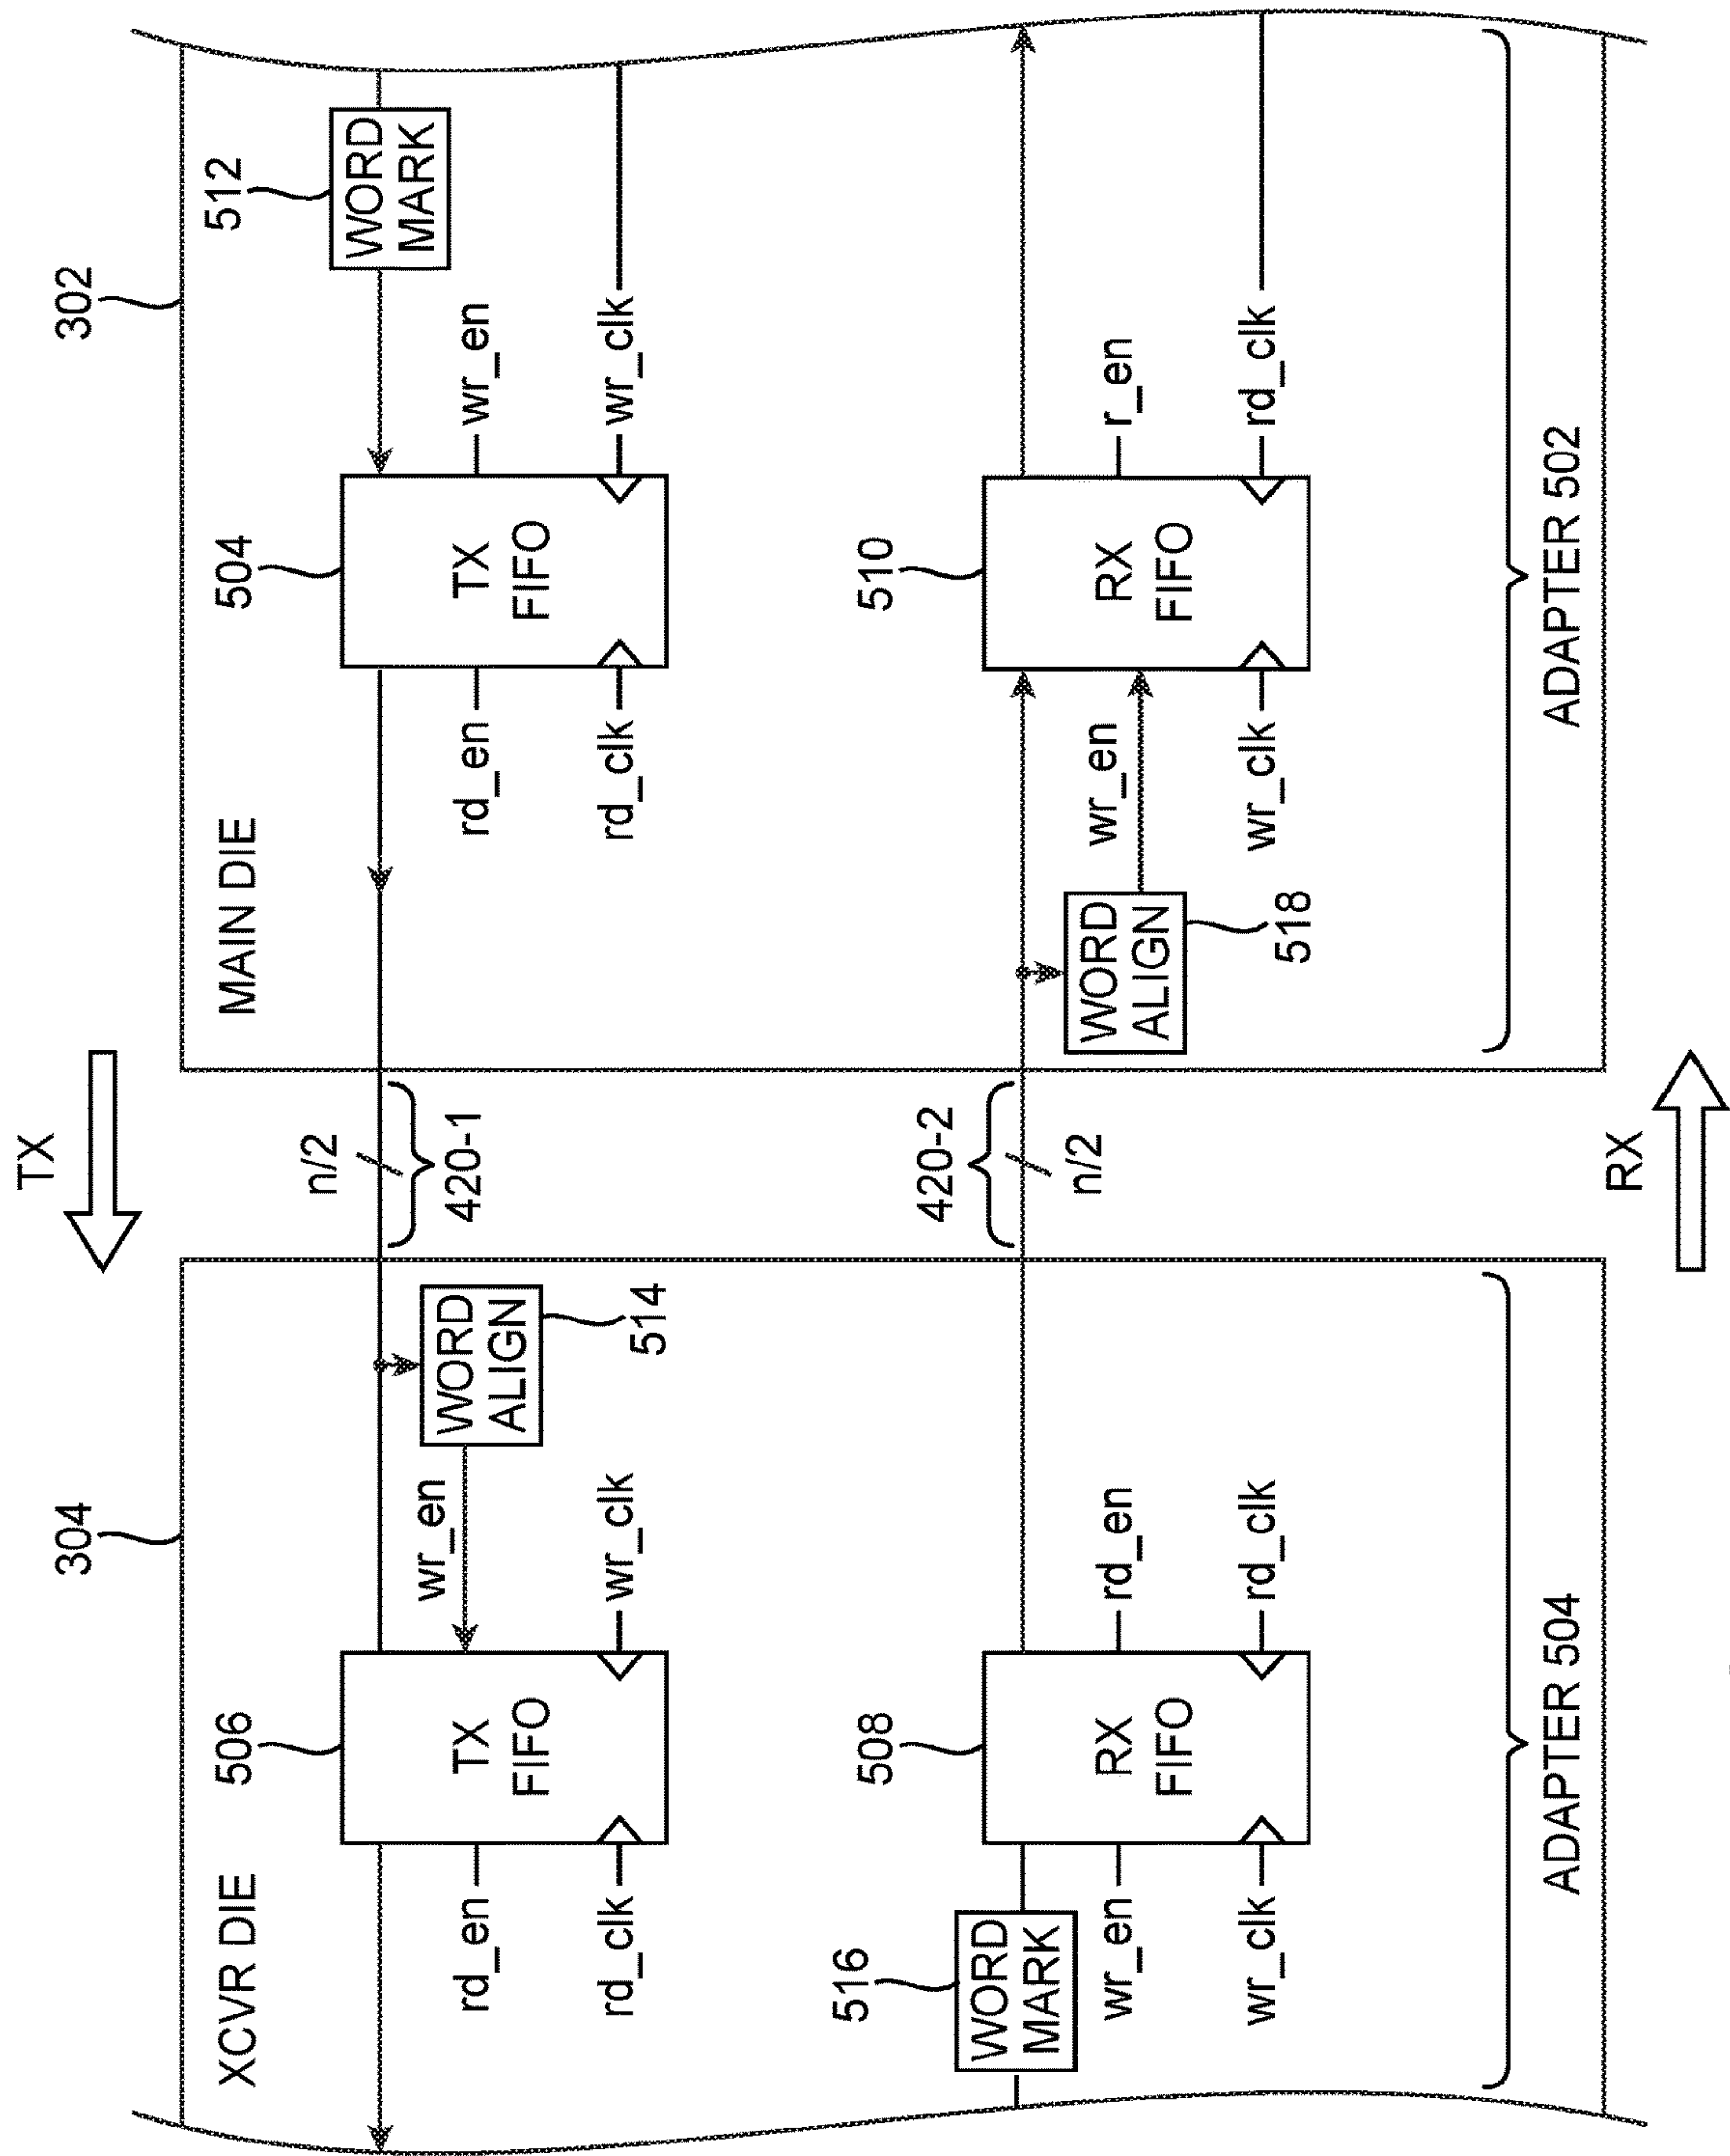 TX
304
302
XCVR DIE
MAIN DIE
506
TX
FIFO
rd_en
rd_clk
wr_en
wr_clk
WORD
ALIGN
514
n/2
420-1
504
TX
FIFO
rd_en
rd_clk
wr_en
wr_clk
512
WORD
MARK
516
WORD
MARK
508
RX
FIFO
wr_en
wr_clk
rd_en
rd_clk
420-2
n/2
WORD
ALIGN
518
wr_en
wr_clk
510
RX
FIFO
r_en
rd_clk
ADAPTER 504
ADAPTER 502
RX